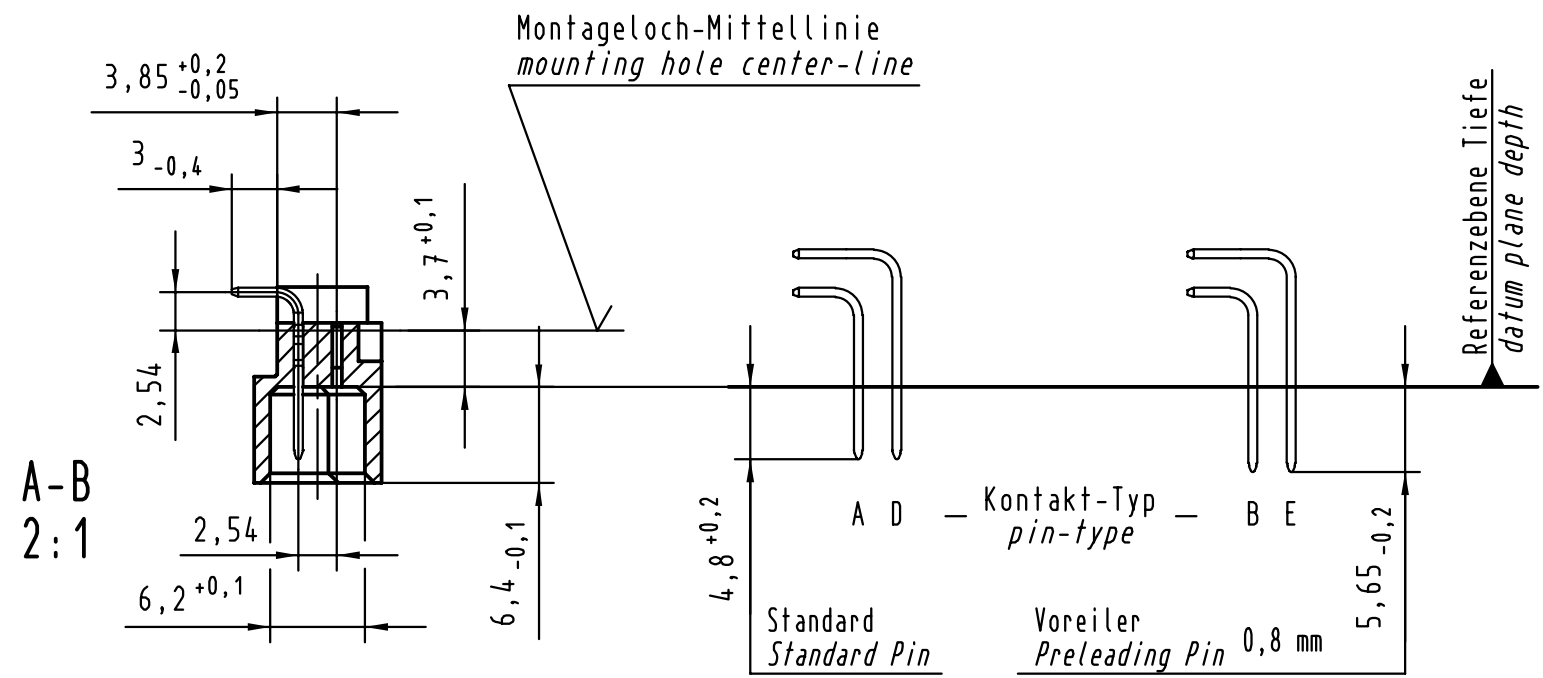 Montageloch-Mittellinie
mounting hole center-line
3,85 +0,2 -0,05
3 -0,4
3,7 +0,1
2,54
A-B
2:1
2,54
6,2 +0,1
6,4 -0,1
4,8 +0,2
A D – Kontakt-Typ – B E
pin-type
5,65 -0,2
Standard
Standard Pin
Voreiler
Preleading Pin 0,8 mm
Referenzebene Tiefe
datum plane depth